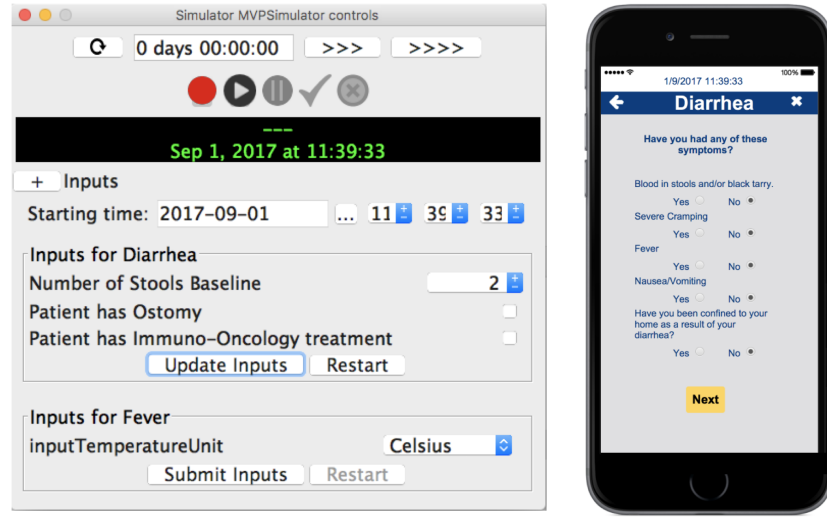 Simulator MVPSimulator controls
0 days 00:00:00 >>> >>>>
---
Sep 1, 2017 at 11:39:33
+ Inputs
Starting time: 2017-09-01 ... 11 39 33
Inputs for Diarrhea
Number of Stools Baseline 2
Patient has Ostomy
Patient has Immuno-Oncology treatment
Update Inputs Restart
Inputs for Fever
inputTemperatureUnit Celsius
Submit Inputs Restart
100%
1/9/2017 11:39:33
Diarrhea
Have you had any of these
symptoms?
Blood in stools and/or black tarry.
Yes No
Severe Cramping
Yes No
Fever
Yes No
Nausea/Vomiting
Yes No
Have you been confined to your
home as a result of your
diarrhea?
Yes No
Next